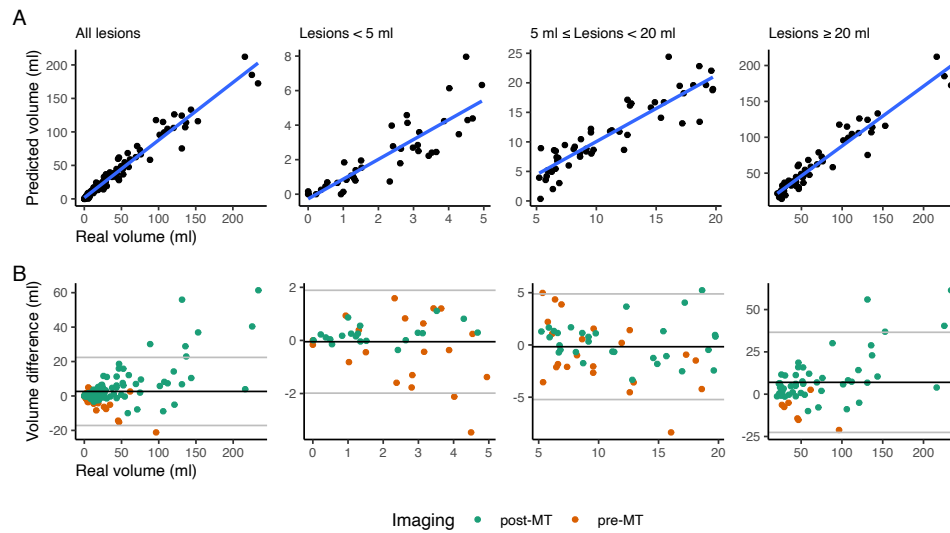 A
All lesions
Lesions < 5 ml
5 ml ≤ Lesions < 20 ml
Lesions ≥ 20 ml
Predicted volume (ml)
200
150
100
50
0
0 50 100 150 200
8
6
4
2
0
0 1 2 3 4 5
25
20
15
10
5
0
5 10 15 20
200
150
100
50
50 100 150 200
Real volume (ml)
B
Volume difference (ml)
60
40
20
0
-20
0 50 100 150 200
2
0
-2
0 1 2 3 4 5
5
0
-5
5 10 15 20
50
25
0
-25
50 100 150 200
Real volume (ml)
Imaging post-MT pre-MT